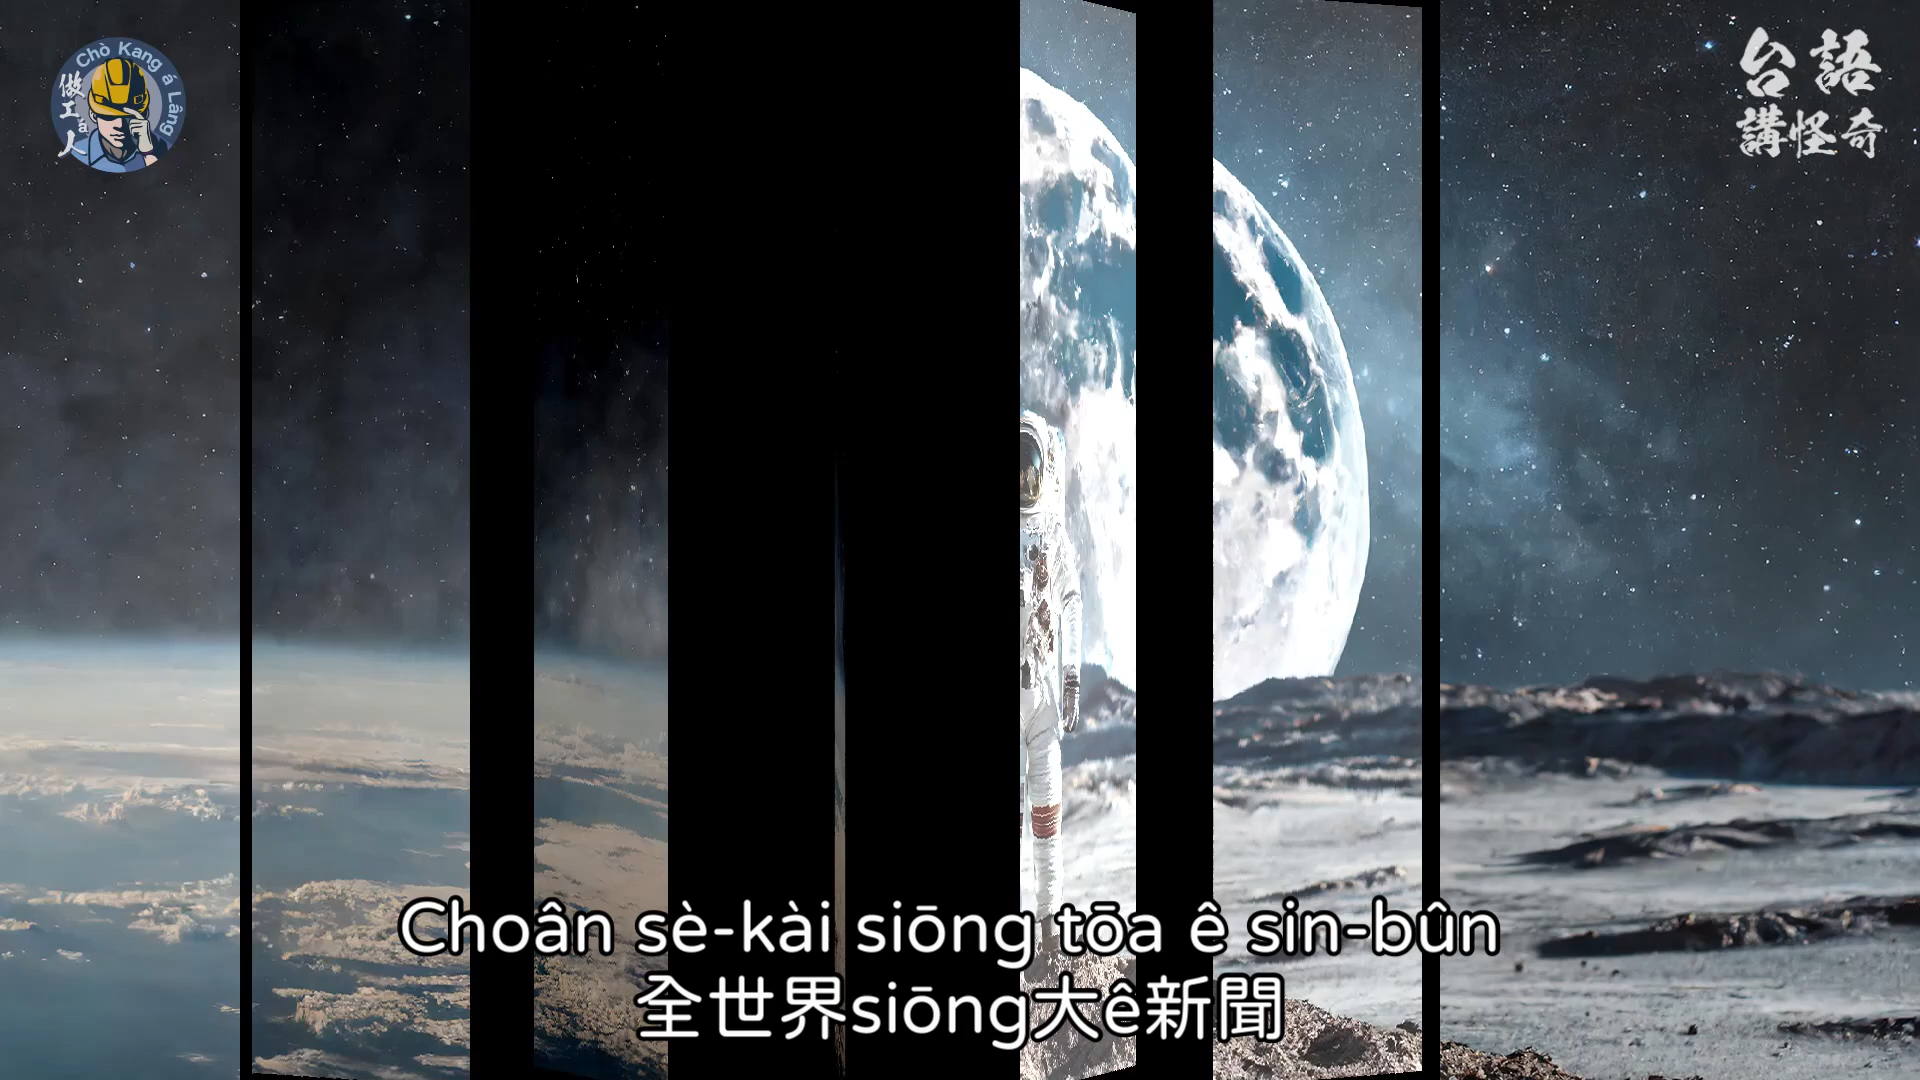 Chò Kang á Lâng
做工á人
台語
講怪奇
Choân sè-kài siōng tōa ê sin-bûn
全世界siōng大ê新聞